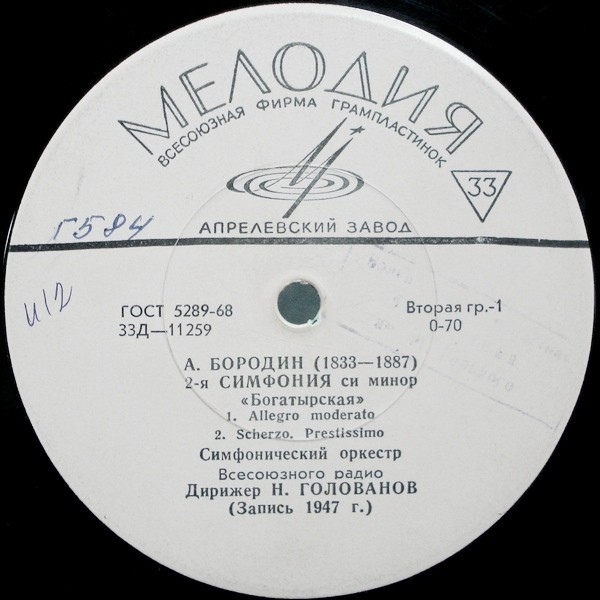 МЕЛОДИЯ
ВСЕСОЮЗНАЯ ФИРМА ГРАМПЛАСТИНОК
33
АПРЕЛЕВСКИЙ ЗАВОД
Г584
и12
ГОСТ 5289-68
33Д—11259
Вторая гр.-1
0-70
А. БОРОДИН (1833—1887)
2-я СИМФОНИЯ си минор
«Богатырская»
1. Allegro moderato
2. Scherzo. Prestissimo
Симфонический оркестр
Всесоюзного радио
Дирижер Н. ГОЛОВАНОВ
(Запись 1947 г.)